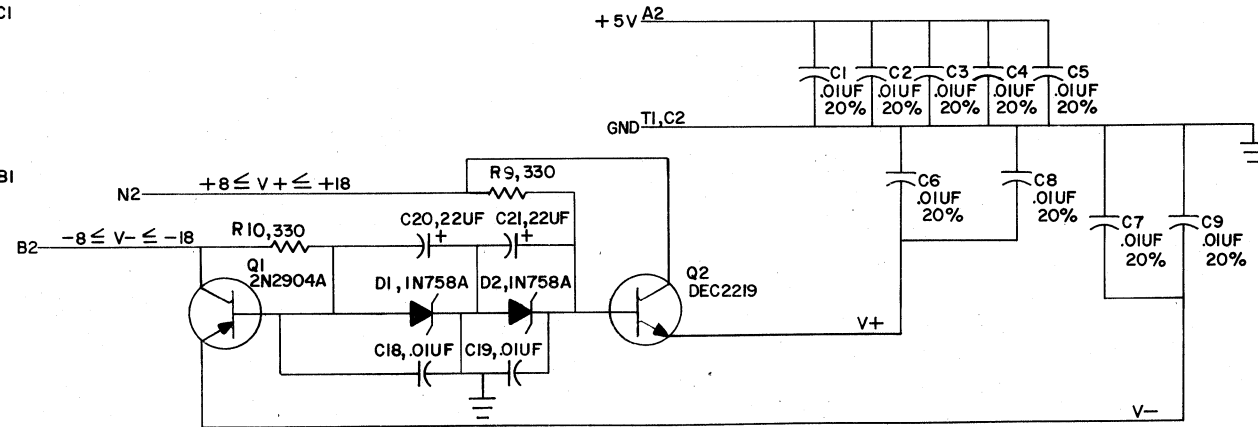 C1
+5V A2
C1
.01UF
20%
C2
.01UF
20%
C3
.01UF
20%
C4
.01UF
20%
C5
.01UF
20%
GND T1,C2
B1
N2 +8 ≤ V+ ≤ +18
R9,330
C6
.01UF
20%
C8
.01UF
20%
C7
.01UF
20%
C9
.01UF
20%
B2 -8 ≤ V- ≤ -18
R10,330
C20,22UF
+
C21,22UF
+
Q1
2N2904A
D1,1N758A
D2,1N758A
Q2
DEC2219
V+
C18,.01UF
C19,.01UF
V-